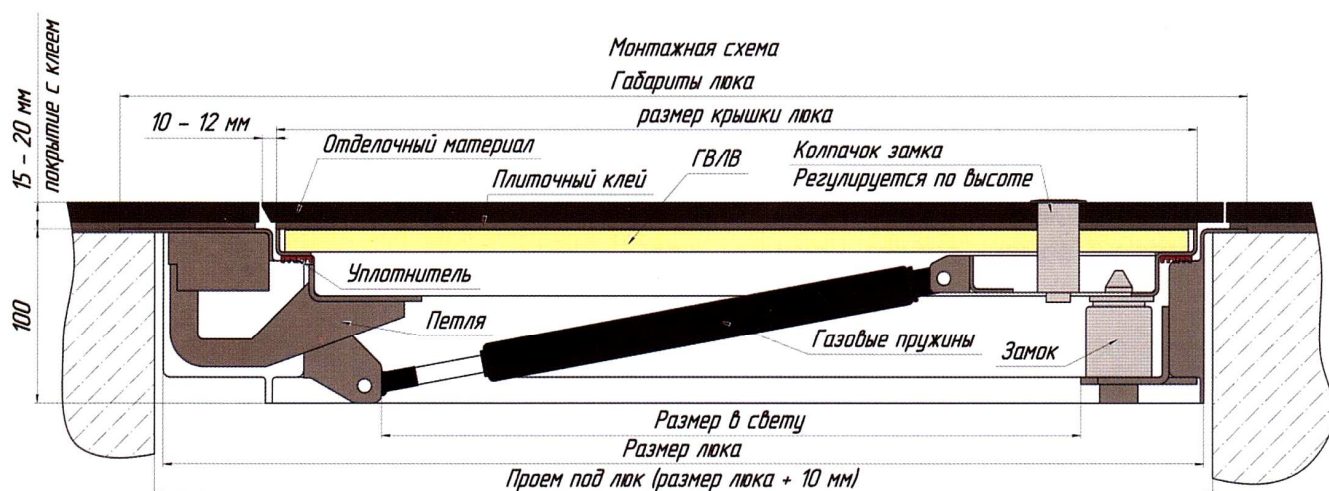 Монтажная схема
Габариты люка
размер крышки люка
15 - 20 мм
покрытие с клеем
10 - 12 мм
Отделочный материал
Плиточный клей
ГВЛВ
Колпачок замка
Регулируется по высоте
100
Уплотнитель
Петля
Газовые пружины
Замок
Размер в свету
Размер люка
Проем под люк (размер люка + 10 мм)